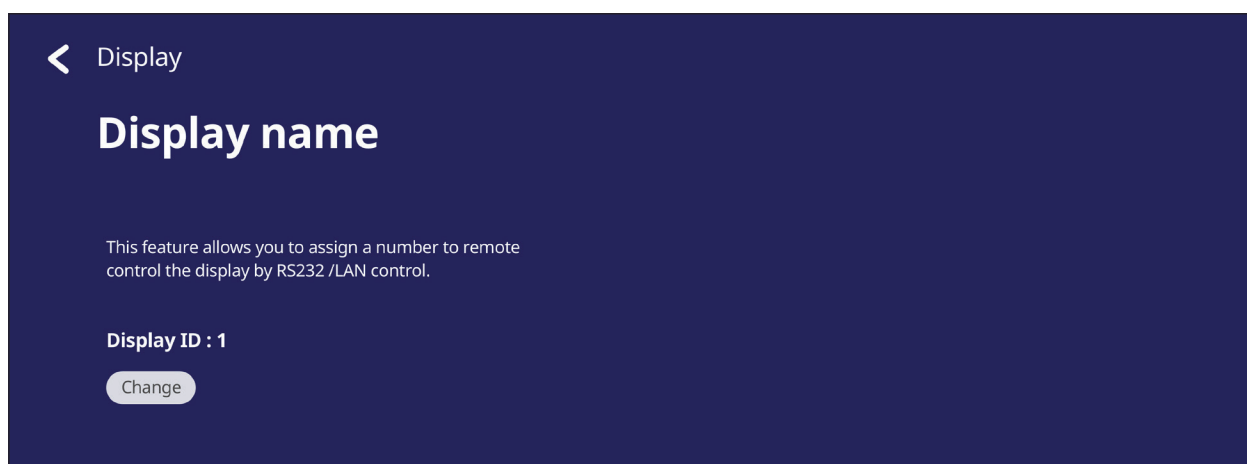 Display
Display name
This feature allows you to assign a number to remote
control the display by RS232 /LAN control.
Display ID : 1
Change